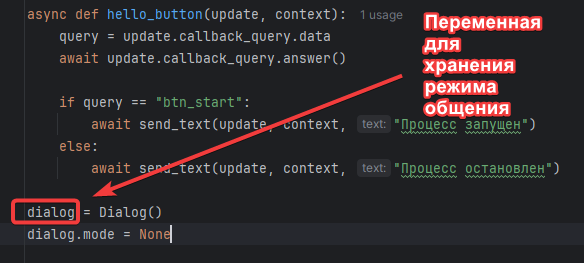 async def hello_button(update, context): 1 usage
    query = update.callback_query.data
    await update.callback_query.answer()
    if query == "btn_start":
        await send_text(update, context, text: "Процесс запущен")
    else:
        await send_text(update, context, text: "Процесс остановлен")
dialog = Dialog()
dialog.mode = None
Переменная
для
хранения
режима
общения